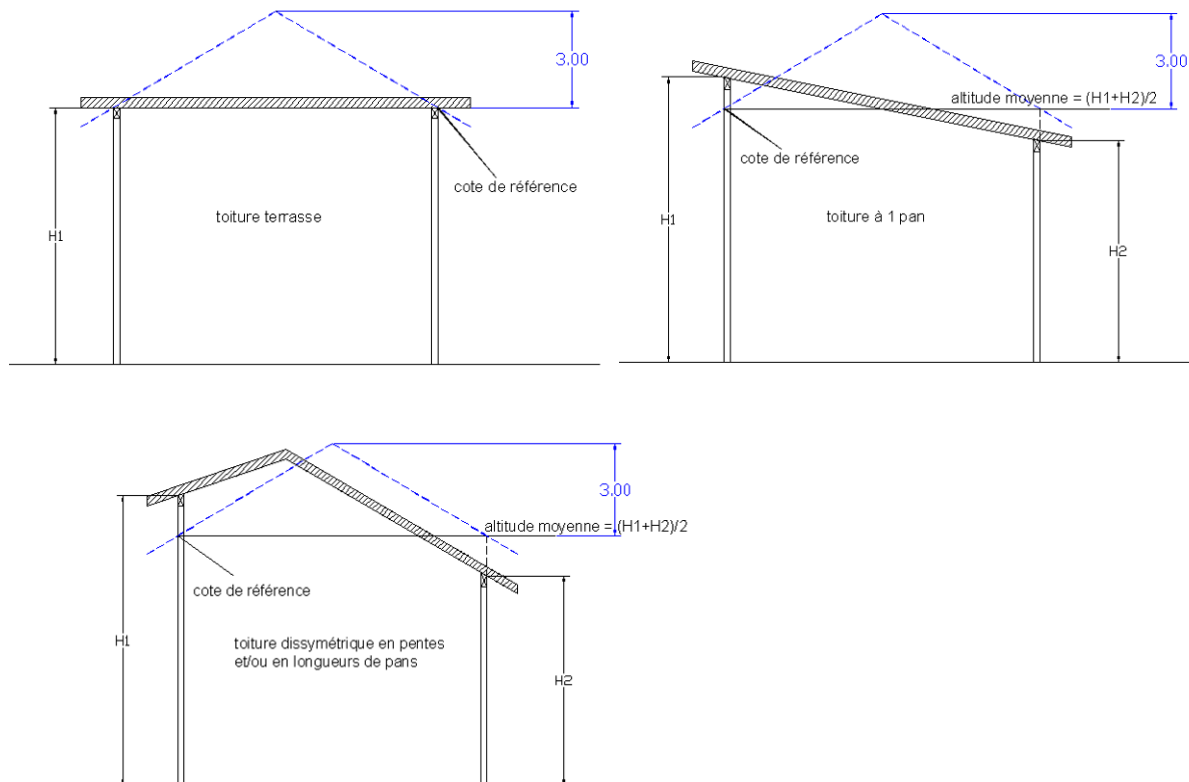 3.00
cote de référence
toiture terrasse
H1
3.00
altitude moyenne = (H1+H2)/2
cote de référence
toiture à 1 pan
H1
H2
3.00
altitude moyenne = (H1+H2)/2
cote de référence
toiture dissymétrique en pentes
et/ou en longueurs de pans
H1
H2